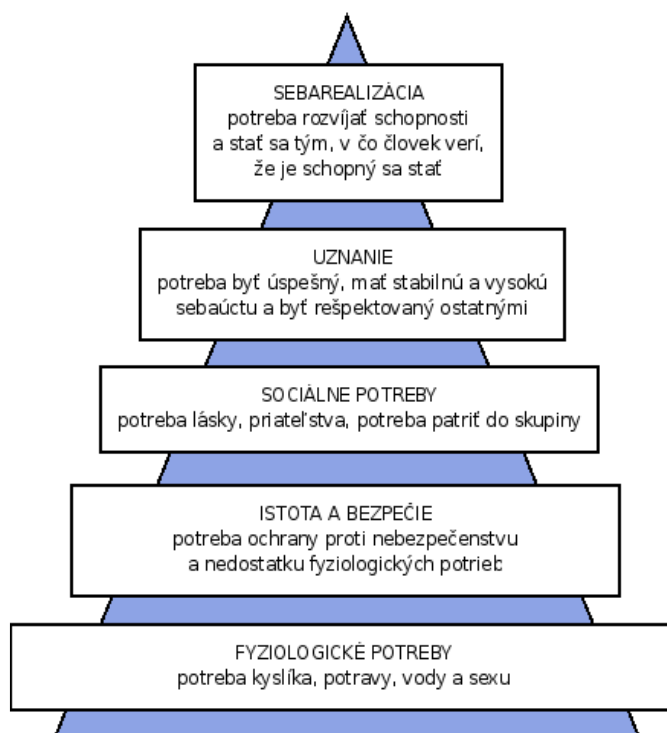 SEBAREALIZÁCIA
potreba rozvíjať schopnosti
a stať sa tým, v čo človek verí,
že je schopný sa stať
UZNANIE
potreba byť úspešný, mať stabilnú a vysokú
sebaúctu a byť rešpektovaný ostatnými
SOCIÁLNE POTREBY
potreba lásky, priateľstva, potreba patriť do skupiny
ISTOTA A BEZPEČIE
potreba ochrany proti nebezpečenstvu
a nedostatku fyziologických potrieb
FYZIOLOGICKÉ POTREBY
potreba kyslíka, potravy, vody a sexu